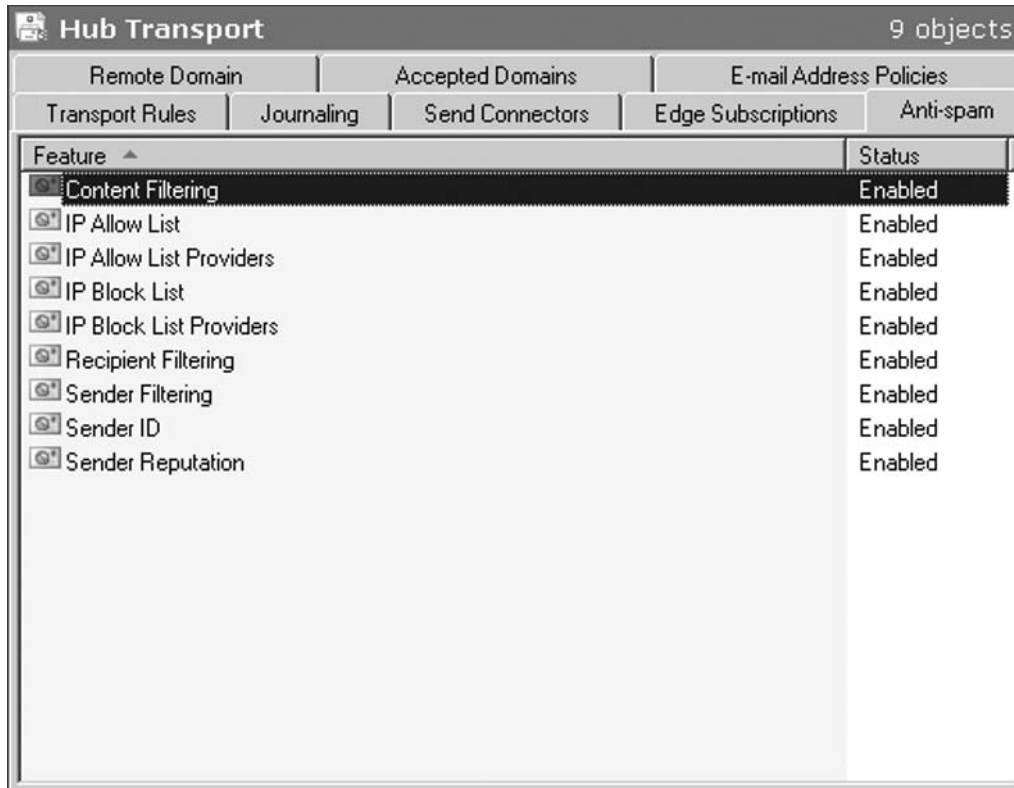 Hub Transport 9 objects
Remote Domain Accepted Domains E-mail Address Policies
Transport Rules Journaling Send Connectors Edge Subscriptions Anti-spam
Feature Status
Content Filtering Enabled
IP Allow List Enabled
IP Allow List Providers Enabled
IP Block List Enabled
IP Block List Providers Enabled
Recipient Filtering Enabled
Sender Filtering Enabled
Sender ID Enabled
Sender Reputation Enabled